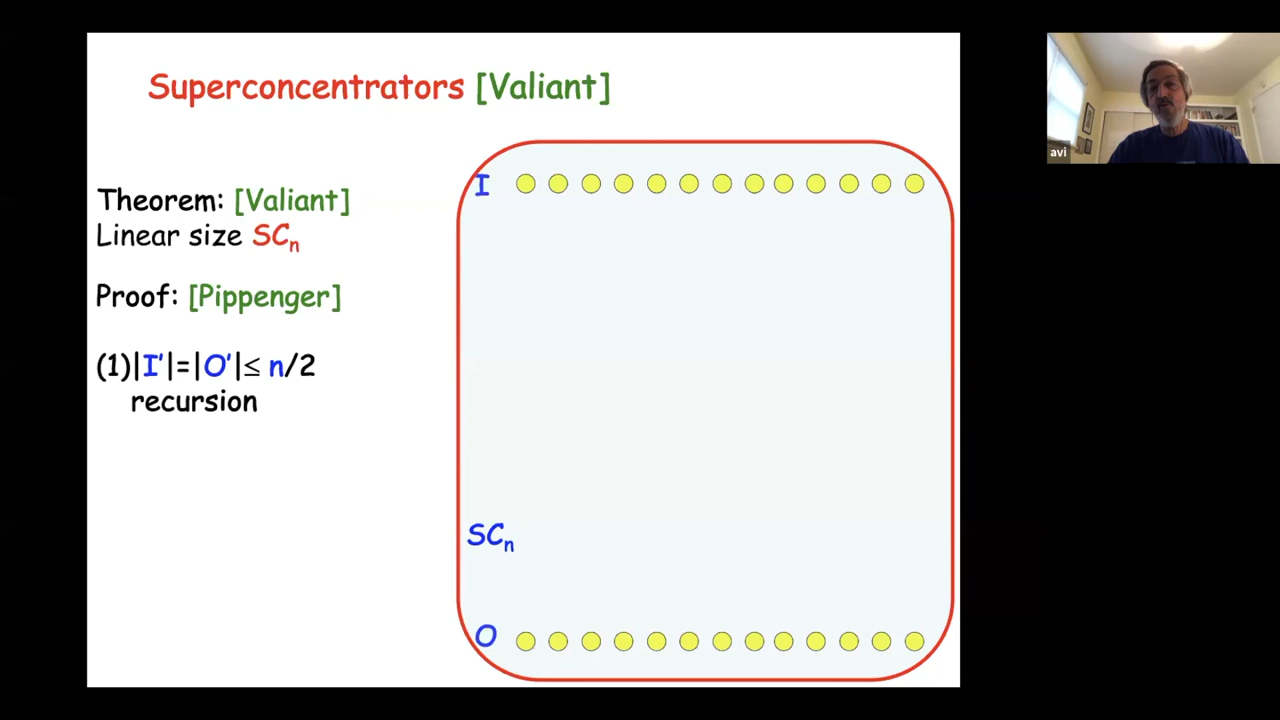 Superconcentrators [Valiant]
Theorem: [Valiant]
Linear size SCₙ
Proof: [Pippenger]
(1)|I'|=|O'|≤ n/2
recursion
I
SCₙ
O
avi